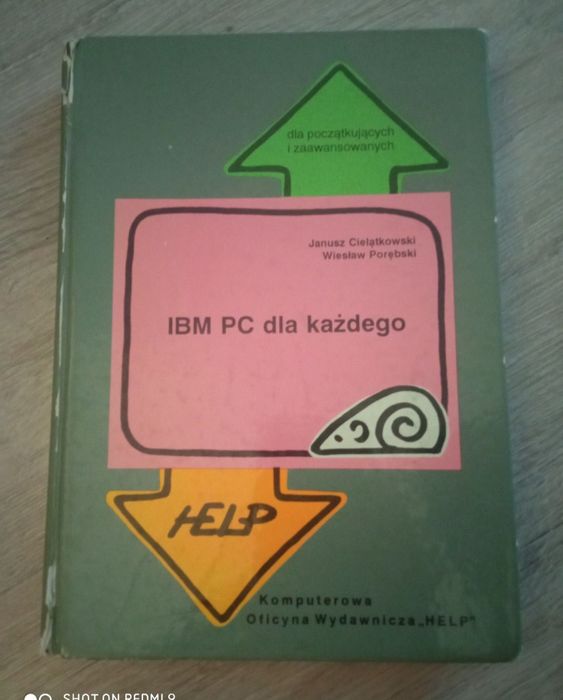 dla początkujących
i zaawansowanych
Janusz Cielątkowski
Wiesław Porębski
IBM PC dla każdego
HELP
Komputerowa
Oficyna Wydawnicza „HELP"
SHOT ON REDMI 8